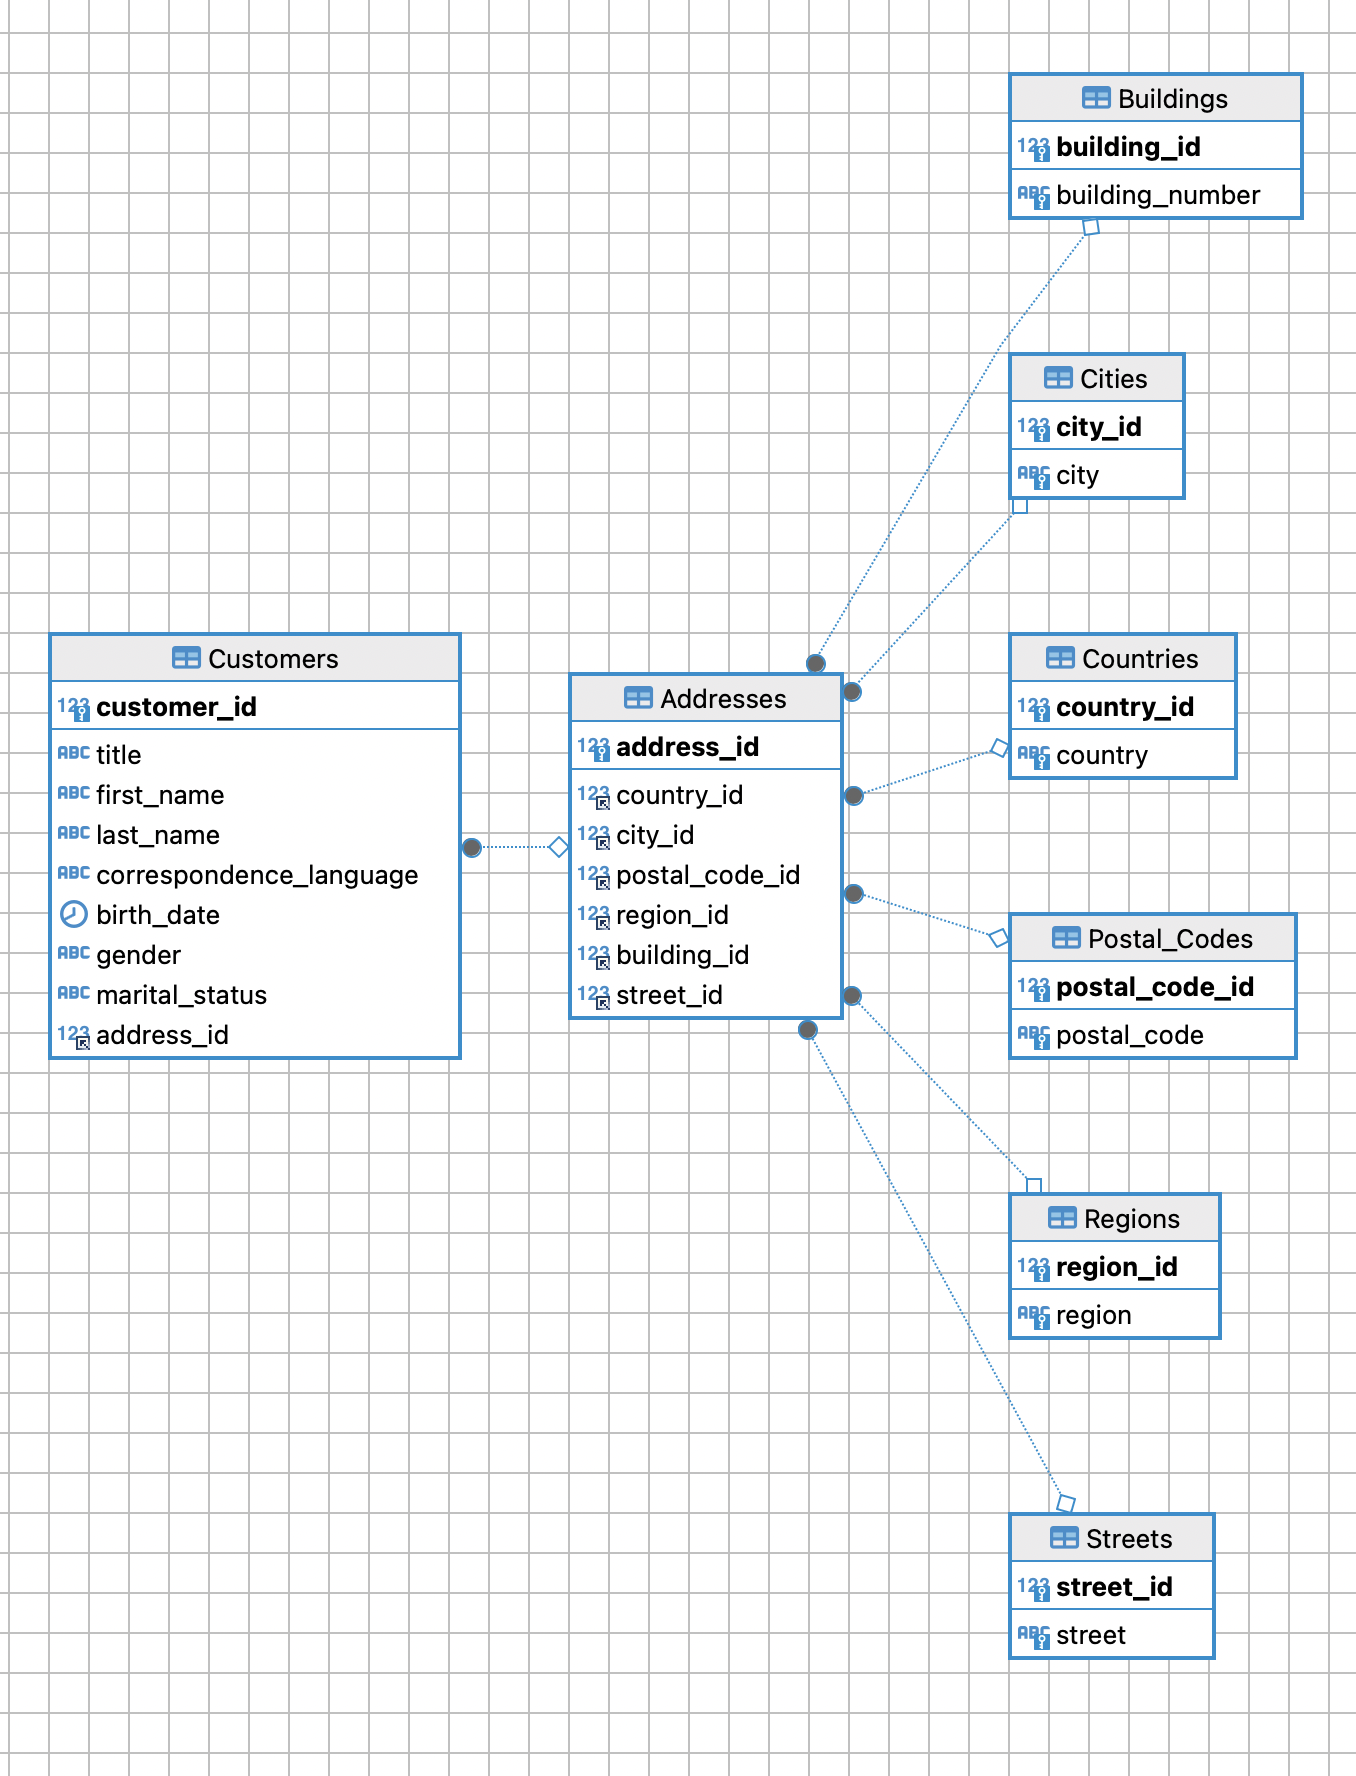 Buildings
123 building_id
ABC building_number
Cities
123 city_id
ABC city
Customers
123 customer_id
ABC title
ABC first_name
ABC last_name
ABC correspondence_language
birth_date
ABC gender
ABC marital_status
123 address_id
Addresses
123 address_id
123 country_id
123 city_id
123 postal_code_id
123 region_id
123 building_id
123 street_id
Countries
123 country_id
ABC country
Postal_Codes
123 postal_code_id
ABC postal_code
Regions
123 region_id
ABC region
Streets
123 street_id
ABC street